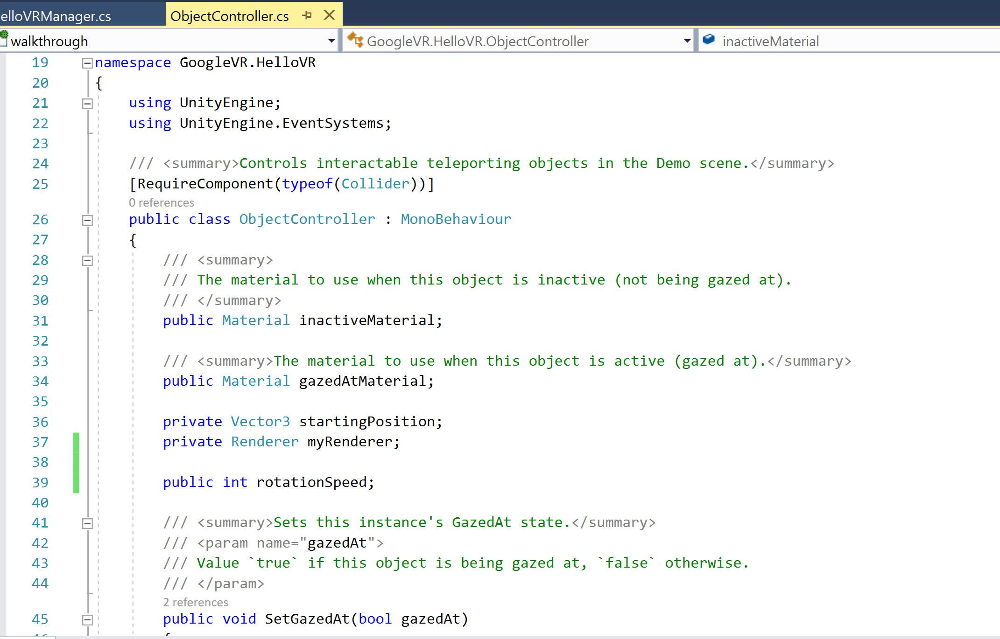 elloVRManager.cs ObjectController.cs
walkthrough GoogleVR.HelloVR.ObjectController inactiveMaterial
19 namespace GoogleVR.HelloVR
20 {
21 using UnityEngine;
22 using UnityEngine.EventSystems;
23
24 /// <summary>Controls interactable teleporting objects in the Demo scene.</summary>
25 [RequireComponent(typeof(Collider))]
0 references
26 public class ObjectController : MonoBehaviour
27 {
28 /// <summary>
29 /// The material to use when this object is inactive (not being gazed at).
30 /// </summary>
31 public Material inactiveMaterial;
32
33 /// <summary>The material to use when this object is active (gazed at).</summary>
34 public Material gazedAtMaterial;
35
36 private Vector3 startingPosition;
37 private Renderer myRenderer;
38
39 public int rotationSpeed;
40
41 /// <summary>Sets this instance's GazedAt state.</summary>
42 /// <param name="gazedAt">
43 /// Value `true` if this object is being gazed at, `false` otherwise.
44 /// </param>
2 references
45 public void SetGazedAt(bool gazedAt)